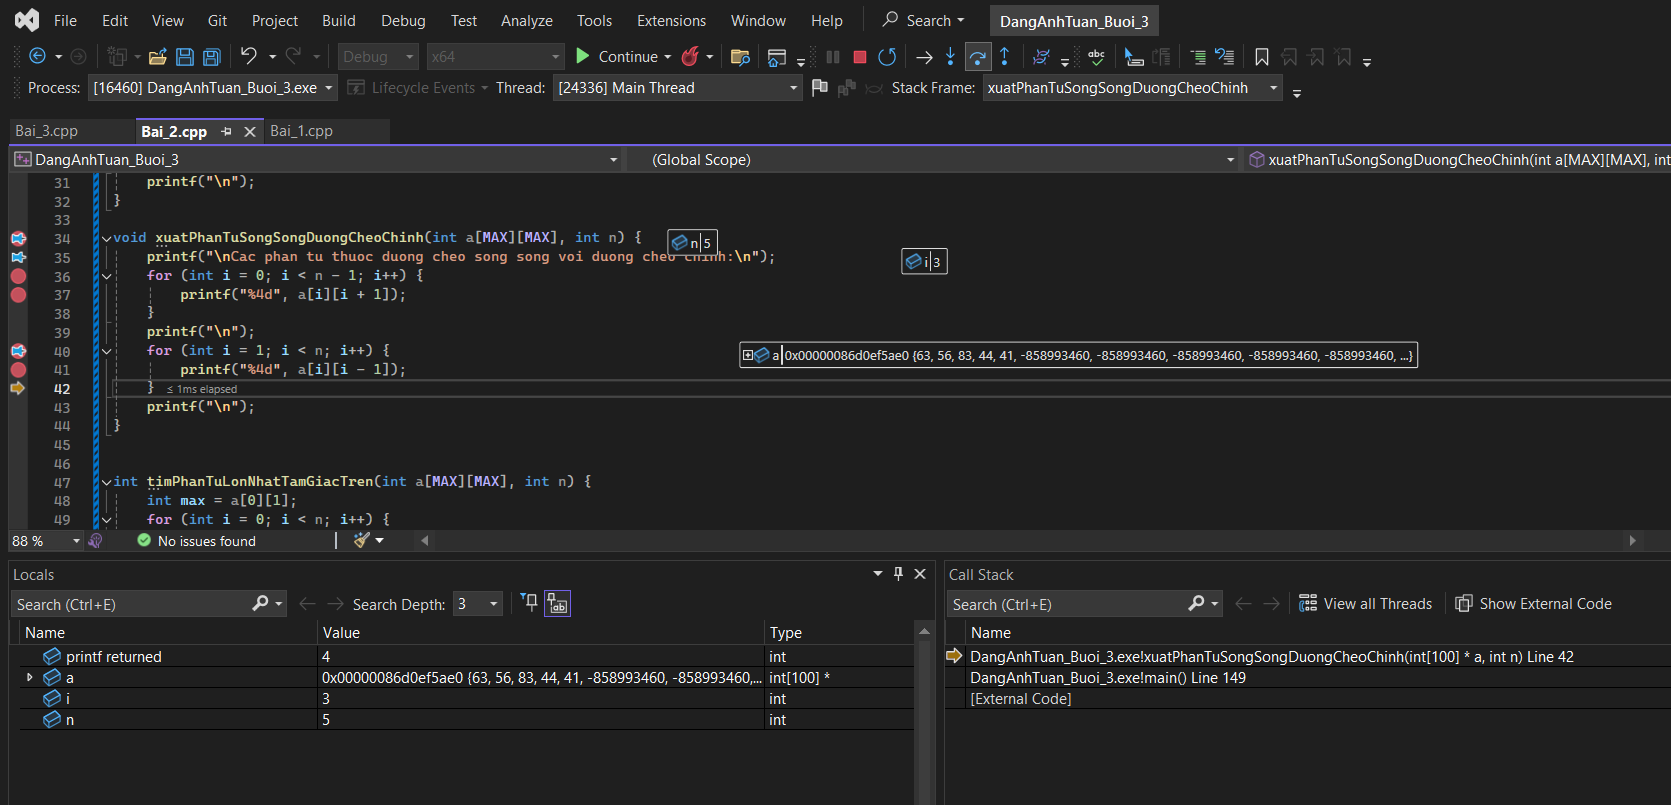 File Edit View Git Project Build Debug Test Analyze Tools Extensions Window Help Search DangAnhTuan_Buoi_3
Debug x64 Continue abc
Process: [16460] DangAnhTuan_Buoi_3.exe Lifecycle Events Thread: [24336] Main Thread Stack Frame: xuatPhanTuSongSongDuongCheoChinh
Bai_3.cpp Bai_2.cpp Bai_1.cpp
DangAnhTuan_Buoi_3 (Global Scope) xuatPhanTuSongSongDuongCheoChinh(int a[MAX][MAX], int
31 printf("\n");
32 }
33
34 void xuatPhanTuSongSongDuongCheoChinh(int a[MAX][MAX], int n) { n 5
35 printf("\nCac phan tu thuoc duong cheo song song voi duong cheo chinh:\n"); i 3
36 for (int i = 0; i < n - 1; i++) {
37 printf("%4d", a[i][i + 1]);
38 }
39 printf("\n");
40 for (int i = 1; i < n; i++) { a 0x00000086d0ef5ae0 {63, 56, 83, 44, 41, -858993460, -858993460, -858993460, -858993460, -858993460, ...}
41 printf("%4d", a[i][i - 1]);
42 } ≤ 1ms elapsed
43 printf("\n");
44 }
45
46
47 int timPhanTuLonNhatTamGiacTren(int a[MAX][MAX], int n) {
48 int max = a[0][1];
49 for (int i = 0; i < n; i++) {
88 % No issues found
Locals
Search (Ctrl+E) Search Depth: 3 ab
Name Value Type
printf returned 4 int
a 0x00000086d0ef5ae0 {63, 56, 83, 44, 41, -858993460, -858993460,... int[100] *
i 3 int
n 5 int
Call Stack
Search (Ctrl+E) View all Threads Show External Code
Name
DangAnhTuan_Buoi_3.exe!xuatPhanTuSongSongDuongCheoChinh(int[100] * a, int n) Line 42
DangAnhTuan_Buoi_3.exe!main() Line 149
[External Code]